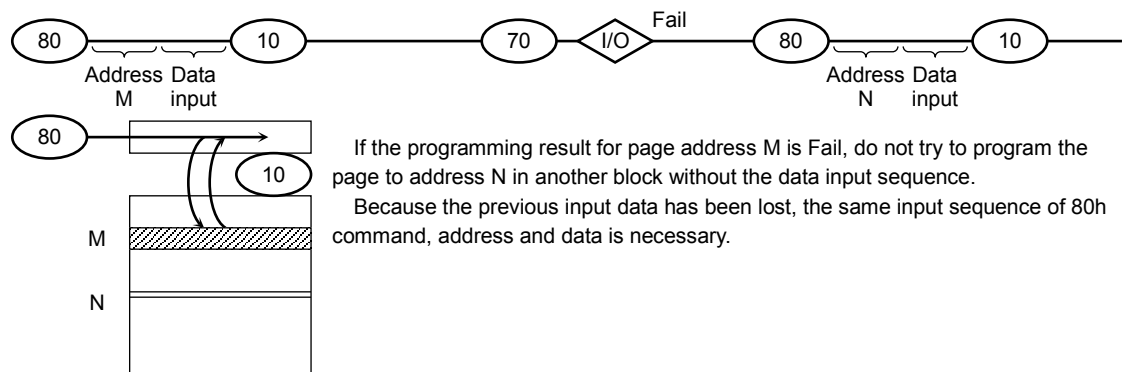 Fail
80 10 70 I/O 80 10
Address Data Address Data
M input N input
80
If the programming result for page address M is Fail, do not try to program the
page to address N in another block without the data input sequence.
10
Because the previous input data has been lost, the same input sequence of 80h
command, address and data is necessary.
M
N